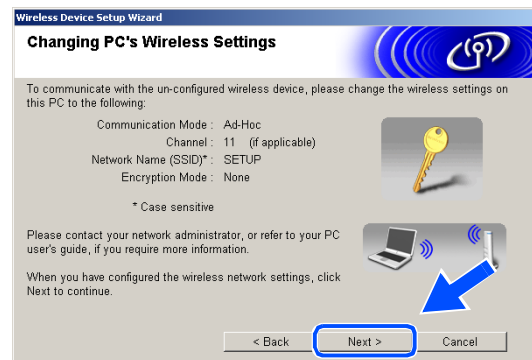 Wireless Device Setup Wizard
Changing PC's Wireless Settings
To communicate with the un-configured wireless device, please change the wireless settings on
this PC to the following:
Communication Mode : Ad-Hoc
Channel : 11 (if applicable)
Network Name (SSID)* : SETUP
Encryption Mode : None
* Case sensitive
Please contact your network administrator, or refer to your PC
user's guide, if you require more information.
When you have configured the wireless network settings, click
Next to continue.
< Back Next > Cancel